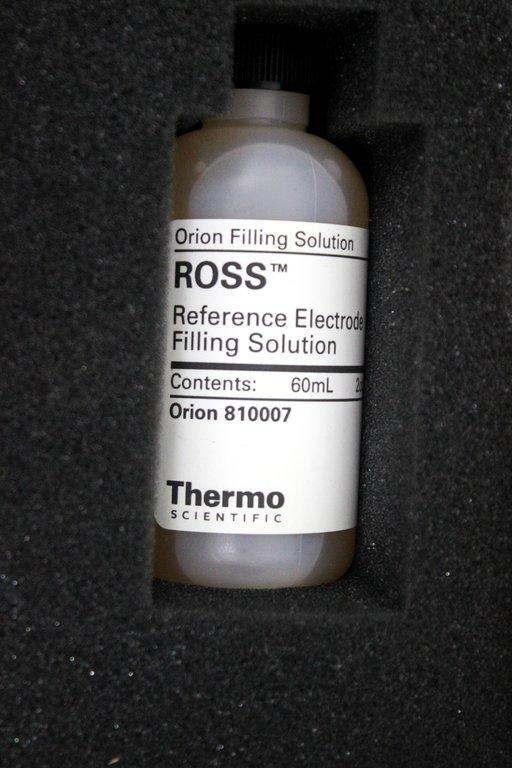 Orion Filling Solution
ROSS™
Reference Electrode
Filling Solution
Contents: 60mL
Orion 810007
Thermo
SCIENTIFIC